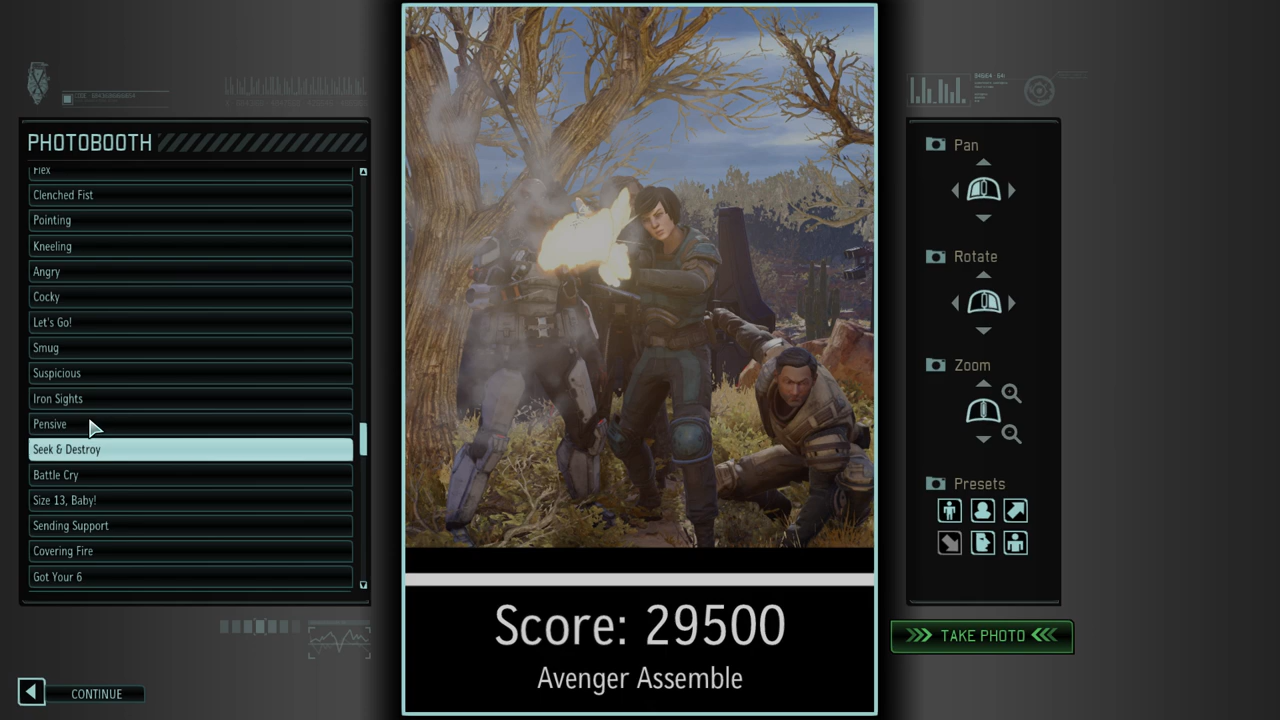 PHOTOBOOTH
Flex
Clenched Fist
Pointing
Kneeling
Angry
Cocky
Let's Go!
Smug
Suspicious
Iron Sights
Pensive
Seek & Destroy
Battle Cry
Size 13, Baby!
Sending Support
Covering Fire
Got Your 6
CONTINUE
Score: 29500
Avenger Assemble
Pan
Rotate
Zoom
Presets
TAKE PHOTO